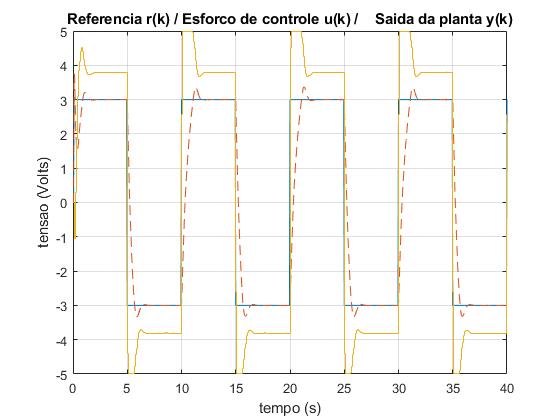 Referencia r(k) / Esforco de controle u(k) / Saida da planta y(k)
5
4
3
2
1
0
-1
-2
-3
-4
-5
tensao (Volts)
0 5 10 15 20 25 30 35 40
tempo (s)